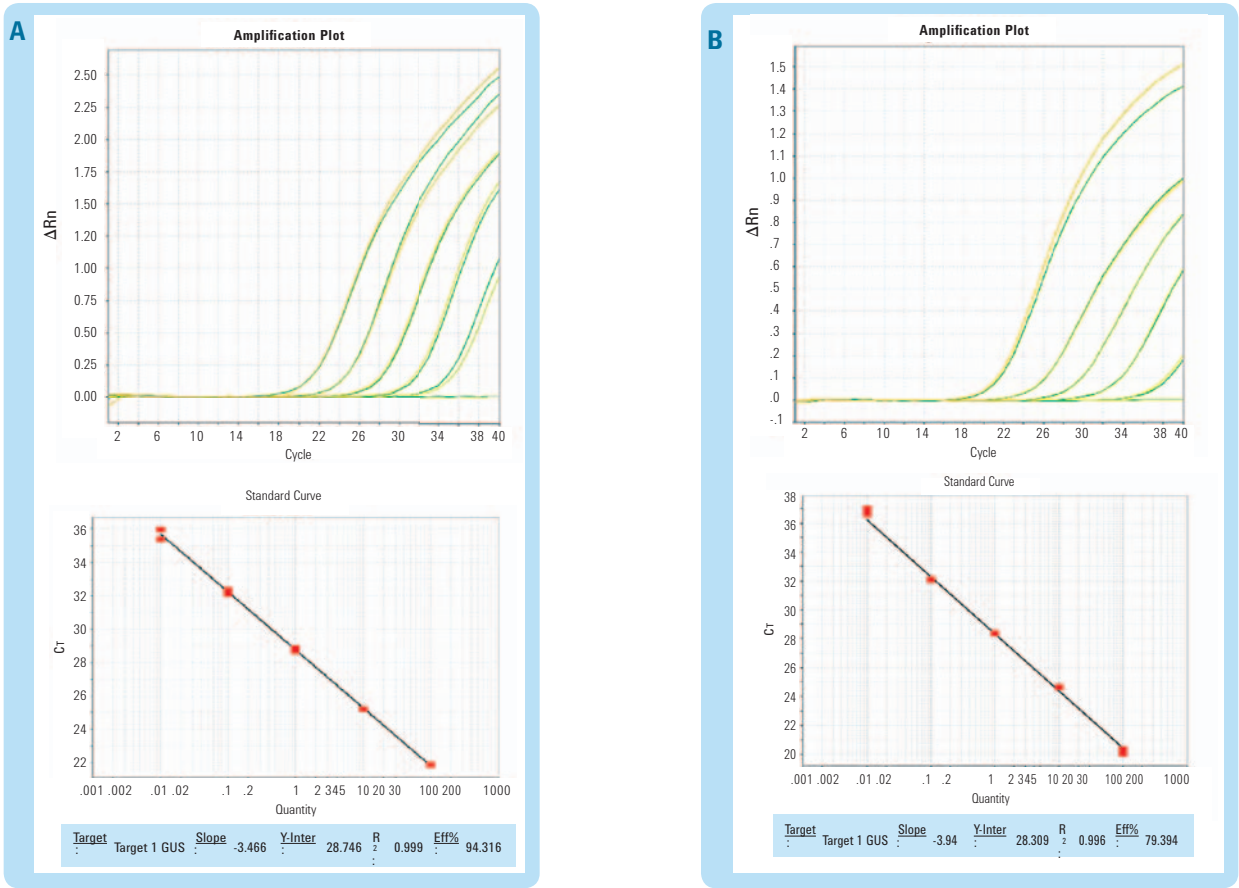 A
Amplification Plot
2.50
2.25
2.00
1.75
1.50
1.20
1.00
0.75
0.50
0.25
0.00
ΔRn
2 6 10 14 18 22 26 30 34 38 40
Cycle
Standard Curve
36
34
32
30
28
26
24
22
CT
.001 .002 .01 .02 .1 .2 1 2 345 10 20 30 100 200 1000
Quantity
Target : Target 1 GUS Slope : -3.466 Y-Inter : 28.746 R 2 : 0.999 Eff% : 94.316
B
Amplification Plot
1.5
1.4
1.3
1.2
1.1
1.0
.9
.8
.7
.6
.5
.4
.3
.2
.1
.0
-.1
ΔRn
2 6 10 14 18 22 26 30 34 38 40
Cycle
Standard Curve
38
36
34
32
30
28
26
24
22
20
CT
.001 .002 .01 .02 .1 .2 1 2 345 10 20 30 100 200 1000
Quantity
Target : Target 1 GUS Slope : -3.94 Y-Inter : 28.309 R 2 : 0.996 Eff% : 79.394